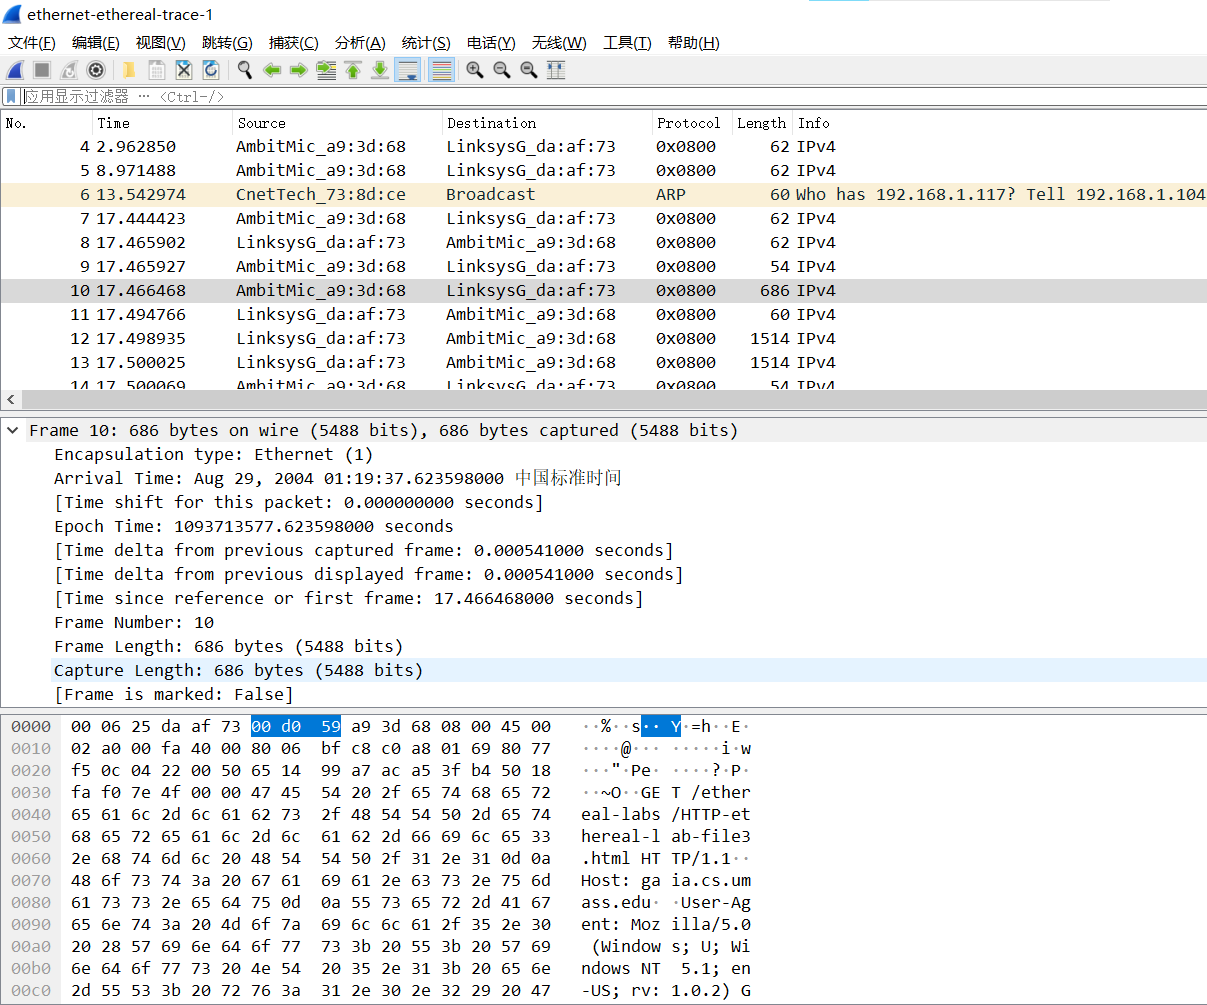 ethernet-ethereal-trace-1
文件(F) 编辑(E) 视图(V) 跳转(G) 捕获(C) 分析(A) 统计(S) 电话(Y) 无线(W) 工具(T) 帮助(H)
应用显示过滤器 … <Ctrl-/>
No. Time Source Destination Protocol Length Info
4 2.962850 AmbitMic_a9:3d:68 LinksysG_da:af:73 0x0800 62 IPv4
5 8.971488 AmbitMic_a9:3d:68 LinksysG_da:af:73 0x0800 62 IPv4
6 13.542974 CnetTech_73:8d:ce Broadcast ARP 60 Who has 192.168.1.117? Tell 192.168.1.104
7 17.444423 AmbitMic_a9:3d:68 LinksysG_da:af:73 0x0800 62 IPv4
8 17.465902 LinksysG_da:af:73 AmbitMic_a9:3d:68 0x0800 62 IPv4
9 17.465927 AmbitMic_a9:3d:68 LinksysG_da:af:73 0x0800 54 IPv4
10 17.466468 AmbitMic_a9:3d:68 LinksysG_da:af:73 0x0800 686 IPv4
11 17.494766 LinksysG_da:af:73 AmbitMic_a9:3d:68 0x0800 60 IPv4
12 17.498935 LinksysG_da:af:73 AmbitMic_a9:3d:68 0x0800 1514 IPv4
13 17.500025 LinksysG_da:af:73 AmbitMic_a9:3d:68 0x0800 1514 IPv4
14 17.500069 AmbitMic_a9:3d:68 LinksysG_da:af:73 0x0800 54 IPv4
Frame 10: 686 bytes on wire (5488 bits), 686 bytes captured (5488 bits)
Encapsulation type: Ethernet (1)
Arrival Time: Aug 29, 2004 01:19:37.623598000 中国标准时间
[Time shift for this packet: 0.000000000 seconds]
Epoch Time: 1093713577.623598000 seconds
[Time delta from previous captured frame: 0.000541000 seconds]
[Time delta from previous displayed frame: 0.000541000 seconds]
[Time since reference or first frame: 17.466468000 seconds]
Frame Number: 10
Frame Length: 686 bytes (5488 bits)
Capture Length: 686 bytes (5488 bits)
[Frame is marked: False]
0000 00 06 25 da af 73 00 d0 59 a9 3d 68 08 00 45 00 ··%··s·· Y·=h··E·
0010 02 a0 00 fa 40 00 80 06 bf c8 c0 a8 01 69 80 77 ····@··· ·····i·w
0020 f5 0c 04 22 00 50 65 14 99 a7 ac a5 3f b4 50 18 ···"·Pe· ····?·P·
0030 fa f0 7e 4f 00 00 47 45 54 20 2f 65 74 68 65 72 ··~O··GE T /ether
0040 65 61 6c 2d 6c 61 62 73 2f 48 54 54 50 2d 65 74 eal-labs /HTTP-et
0050 68 65 72 65 61 6c 2d 6c 61 62 2d 66 69 6c 65 33 hereal-l ab-file3
0060 2e 68 74 6d 6c 20 48 54 54 50 2f 31 2e 31 0d 0a .html HT TP/1.1··
0070 48 6f 73 74 3a 20 67 61 69 61 2e 63 73 2e 75 6d Host: ga ia.cs.um
0080 61 73 73 2e 65 64 75 0d 0a 55 73 65 72 2d 41 67 ass.edu· ·User-Ag
0090 65 6e 74 3a 20 4d 6f 7a 69 6c 6c 61 2f 35 2e 30 ent: Moz illa/5.0
00a0 20 28 57 69 6e 64 6f 77 73 3b 20 55 3b 20 57 69 (Window s; U; Wi
00b0 6e 64 6f 77 73 20 4e 54 20 35 2e 31 3b 20 65 6e ndows NT 5.1; en
00c0 2d 55 53 3b 20 72 76 3a 31 2e 30 2e 32 29 20 47 -US; rv: 1.0.2) G